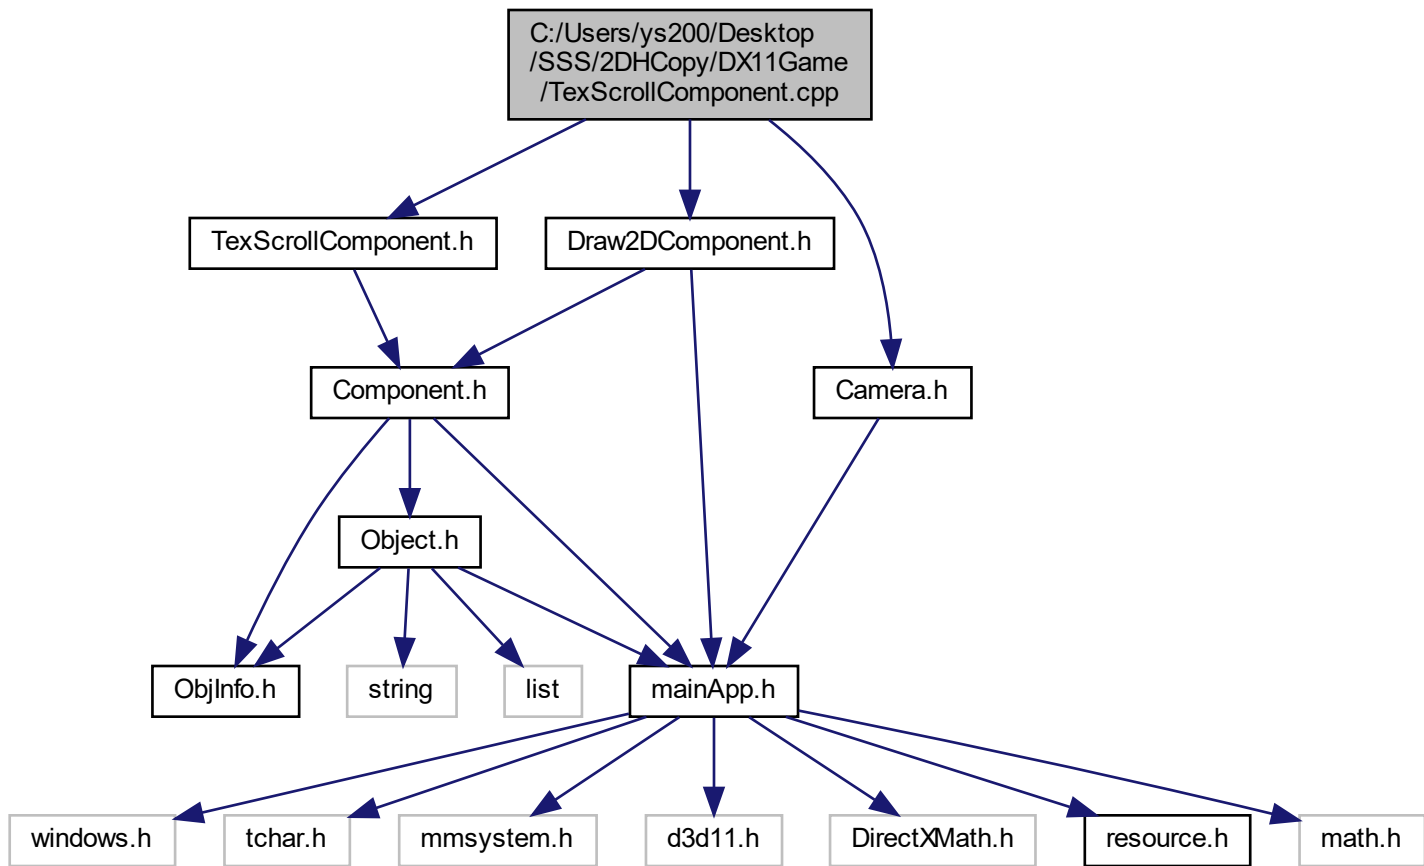 C:/Users/ys200/Desktop
/SSS/2DHCopy/DX11Game
/TexScrollComponent.cpp
TexScrollComponent.h
Draw2DComponent.h
Component.h
Camera.h
Object.h
ObjInfo.h
string
list
mainApp.h
windows.h
tchar.h
mmsystem.h
d3d11.h
DirectXMath.h
resource.h
math.h